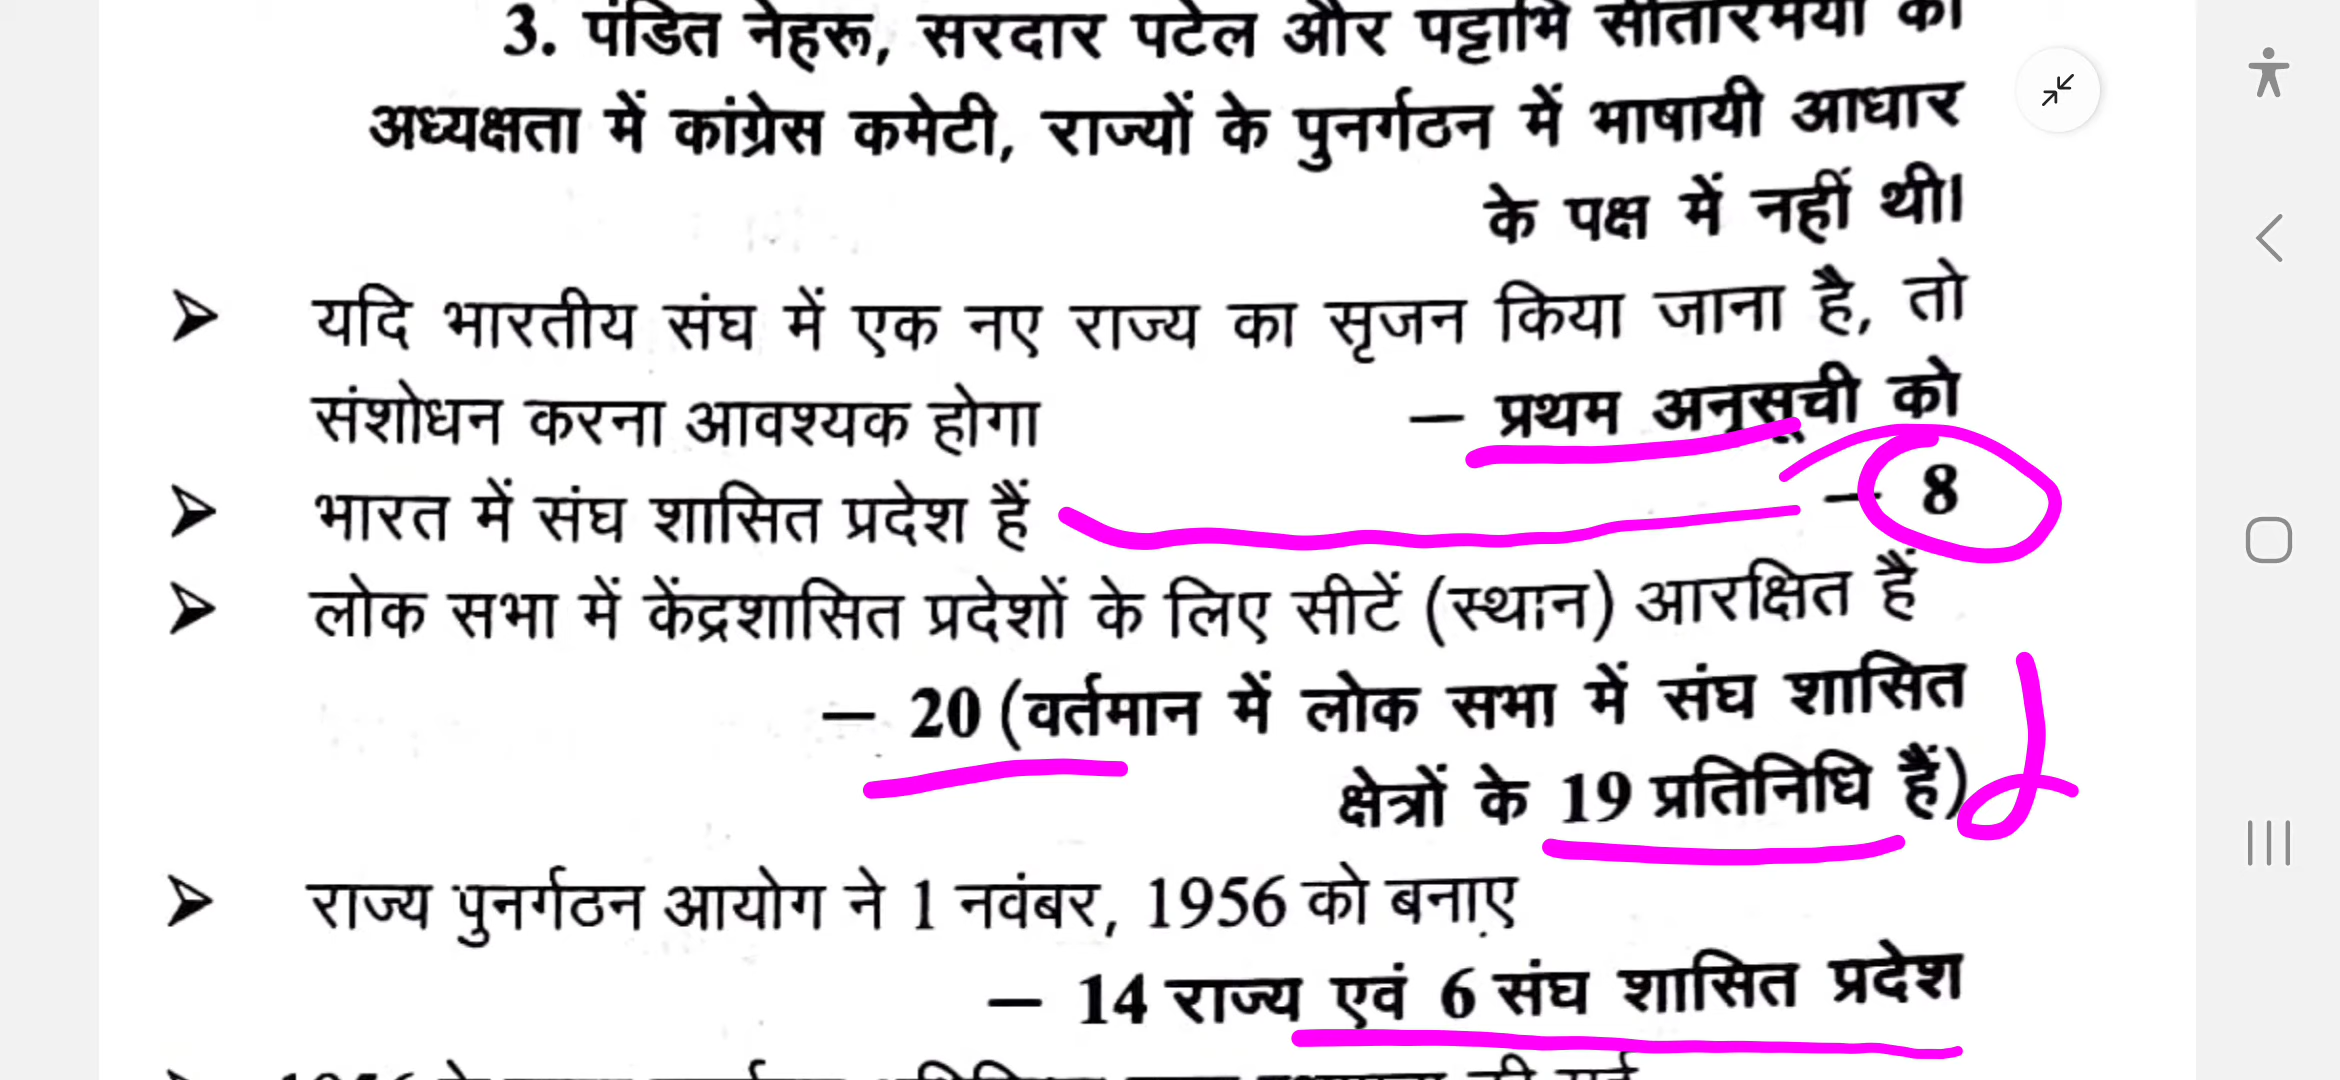 3. पंडित नेहरू, सरदार पटेल और पट्टाभि सीतारमैया की
अध्यक्षता में कांग्रेस कमेटी, राज्यों के पुनर्गठन में भाषायी आधार
के पक्ष में नहीं थी।
➢ यदि भारतीय संघ में एक नए राज्य का सृजन किया जाना है, तो
संशोधन करना आवश्यक होगा – प्रथम अनुसूची को
➢ भारत में संघ शासित प्रदेश हैं – 8
➢ लोक सभा में केंद्रशासित प्रदेशों के लिए सीटें (स्थान) आरक्षित हैं
– 20 (वर्तमान में लोक सभा में संघ शासित
क्षेत्रों के 19 प्रतिनिधि हैं)
➢ राज्य पुनर्गठन आयोग ने 1 नवंबर, 1956 को बनाए
– 14 राज्य एवं 6 संघ शासित प्रदेश